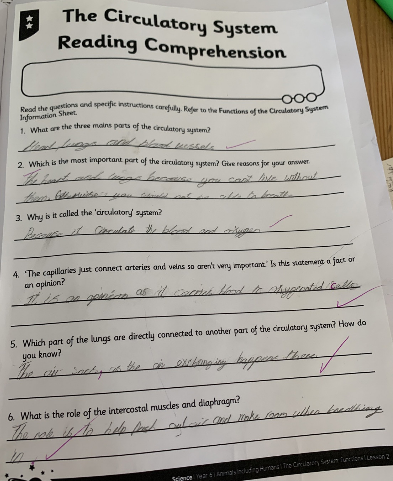 The Circulatory System
Reading Comprehension
Read the questions and specific instructions carefully. Refer to the Functions of the Circulatory System
Information Sheet.
1. What are the three mains parts of the circulatory system?
Heart lungs and blood vessels
2. Which is the most important part of the circulatory system? Give reasons for your answer.
The heart and lungs because you can't live without
them you would not be able to breath
3. Why is it called the 'circulatory' system?
Because it circulate the blood and oxygen
4. 'The capillaries just connect arteries and veins so aren't very important.' Is this statement a fact or
an opinion?
It is an opinion as it carries blood to
5. Which part of the lungs are directly connected to another part of the circulatory system? How do
you know?
The air the air happens there
6. What is the role of the intercostal muscles and diaphragm?
The role is to help push out air and make room when breathing
in
Science | Year 6 | Animals Including Humans | The Circulatory System Functions | Lesson 2